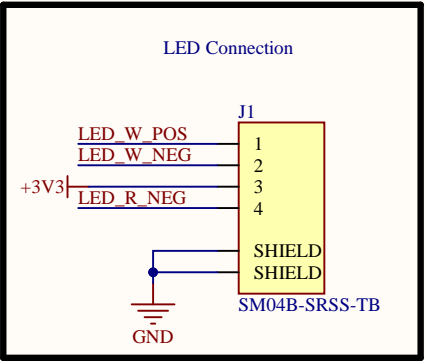 LED Connection
J1
LED_W_POS 1
LED_W_NEG 2
+3V3 3
LED_R_NEG 4
SHIELD
SHIELD
SM04B-SRSS-TB
GND